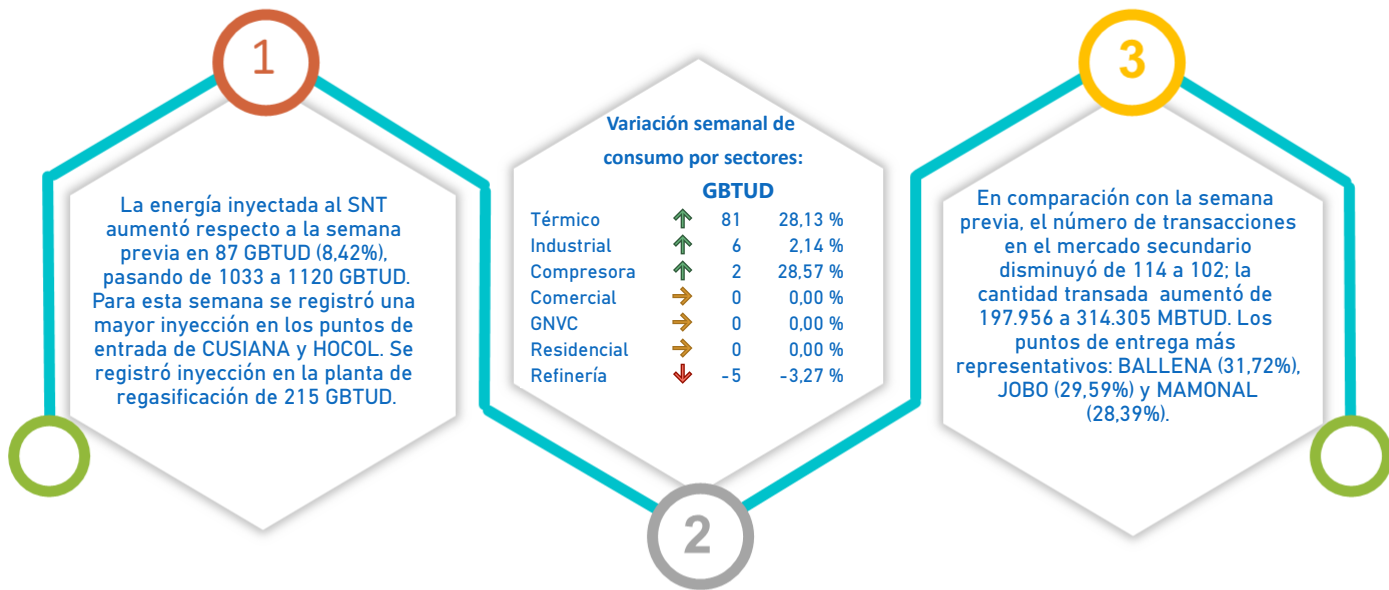 1
La energía inyectada al SNT
aumentó respecto a la semana
previa en 87 GBTUD (8,42%),
pasando de 1033 a 1120 GBTUD.
Para esta semana se registró una
mayor inyección en los puntos de
entrada de CUSIANA y HOCOL. Se
registró inyección en la planta de
regasificación de 215 GBTUD.
Variación semanal de
consumo por sectores:
GBTUD
Térmico 81 28,13 %
Industrial 6 2,14 %
Compresora 2 28,57 %
Comercial 0 0,00 %
GNVC 0 0,00 %
Residencial 0 0,00 %
Refinería -5 -3,27 %
2
3
En comparación con la semana
previa, el número de transacciones
en el mercado secundario
disminuyó de 114 a 102; la
cantidad transada aumentó de
197.956 a 314.305 MBTUD. Los
puntos de entrega más
representativos: BALLENA (31,72%),
JOBO (29,59%) y MAMONAL
(28,39%).